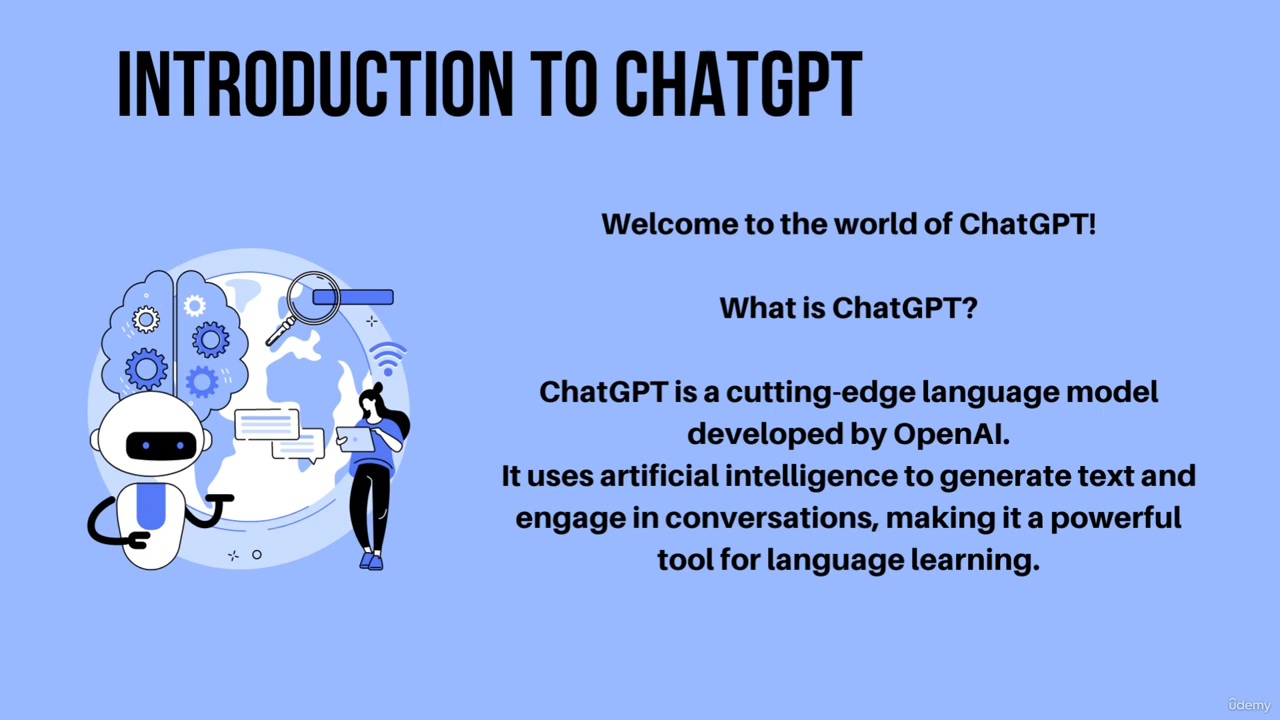 INTRODUCTION TO CHATGPT
Welcome to the world of ChatGPT!
What is ChatGPT?
ChatGPT is a cutting-edge language model
developed by OpenAI.
It uses artificial intelligence to generate text and
engage in conversations, making it a powerful
tool for language learning.
ûdemy